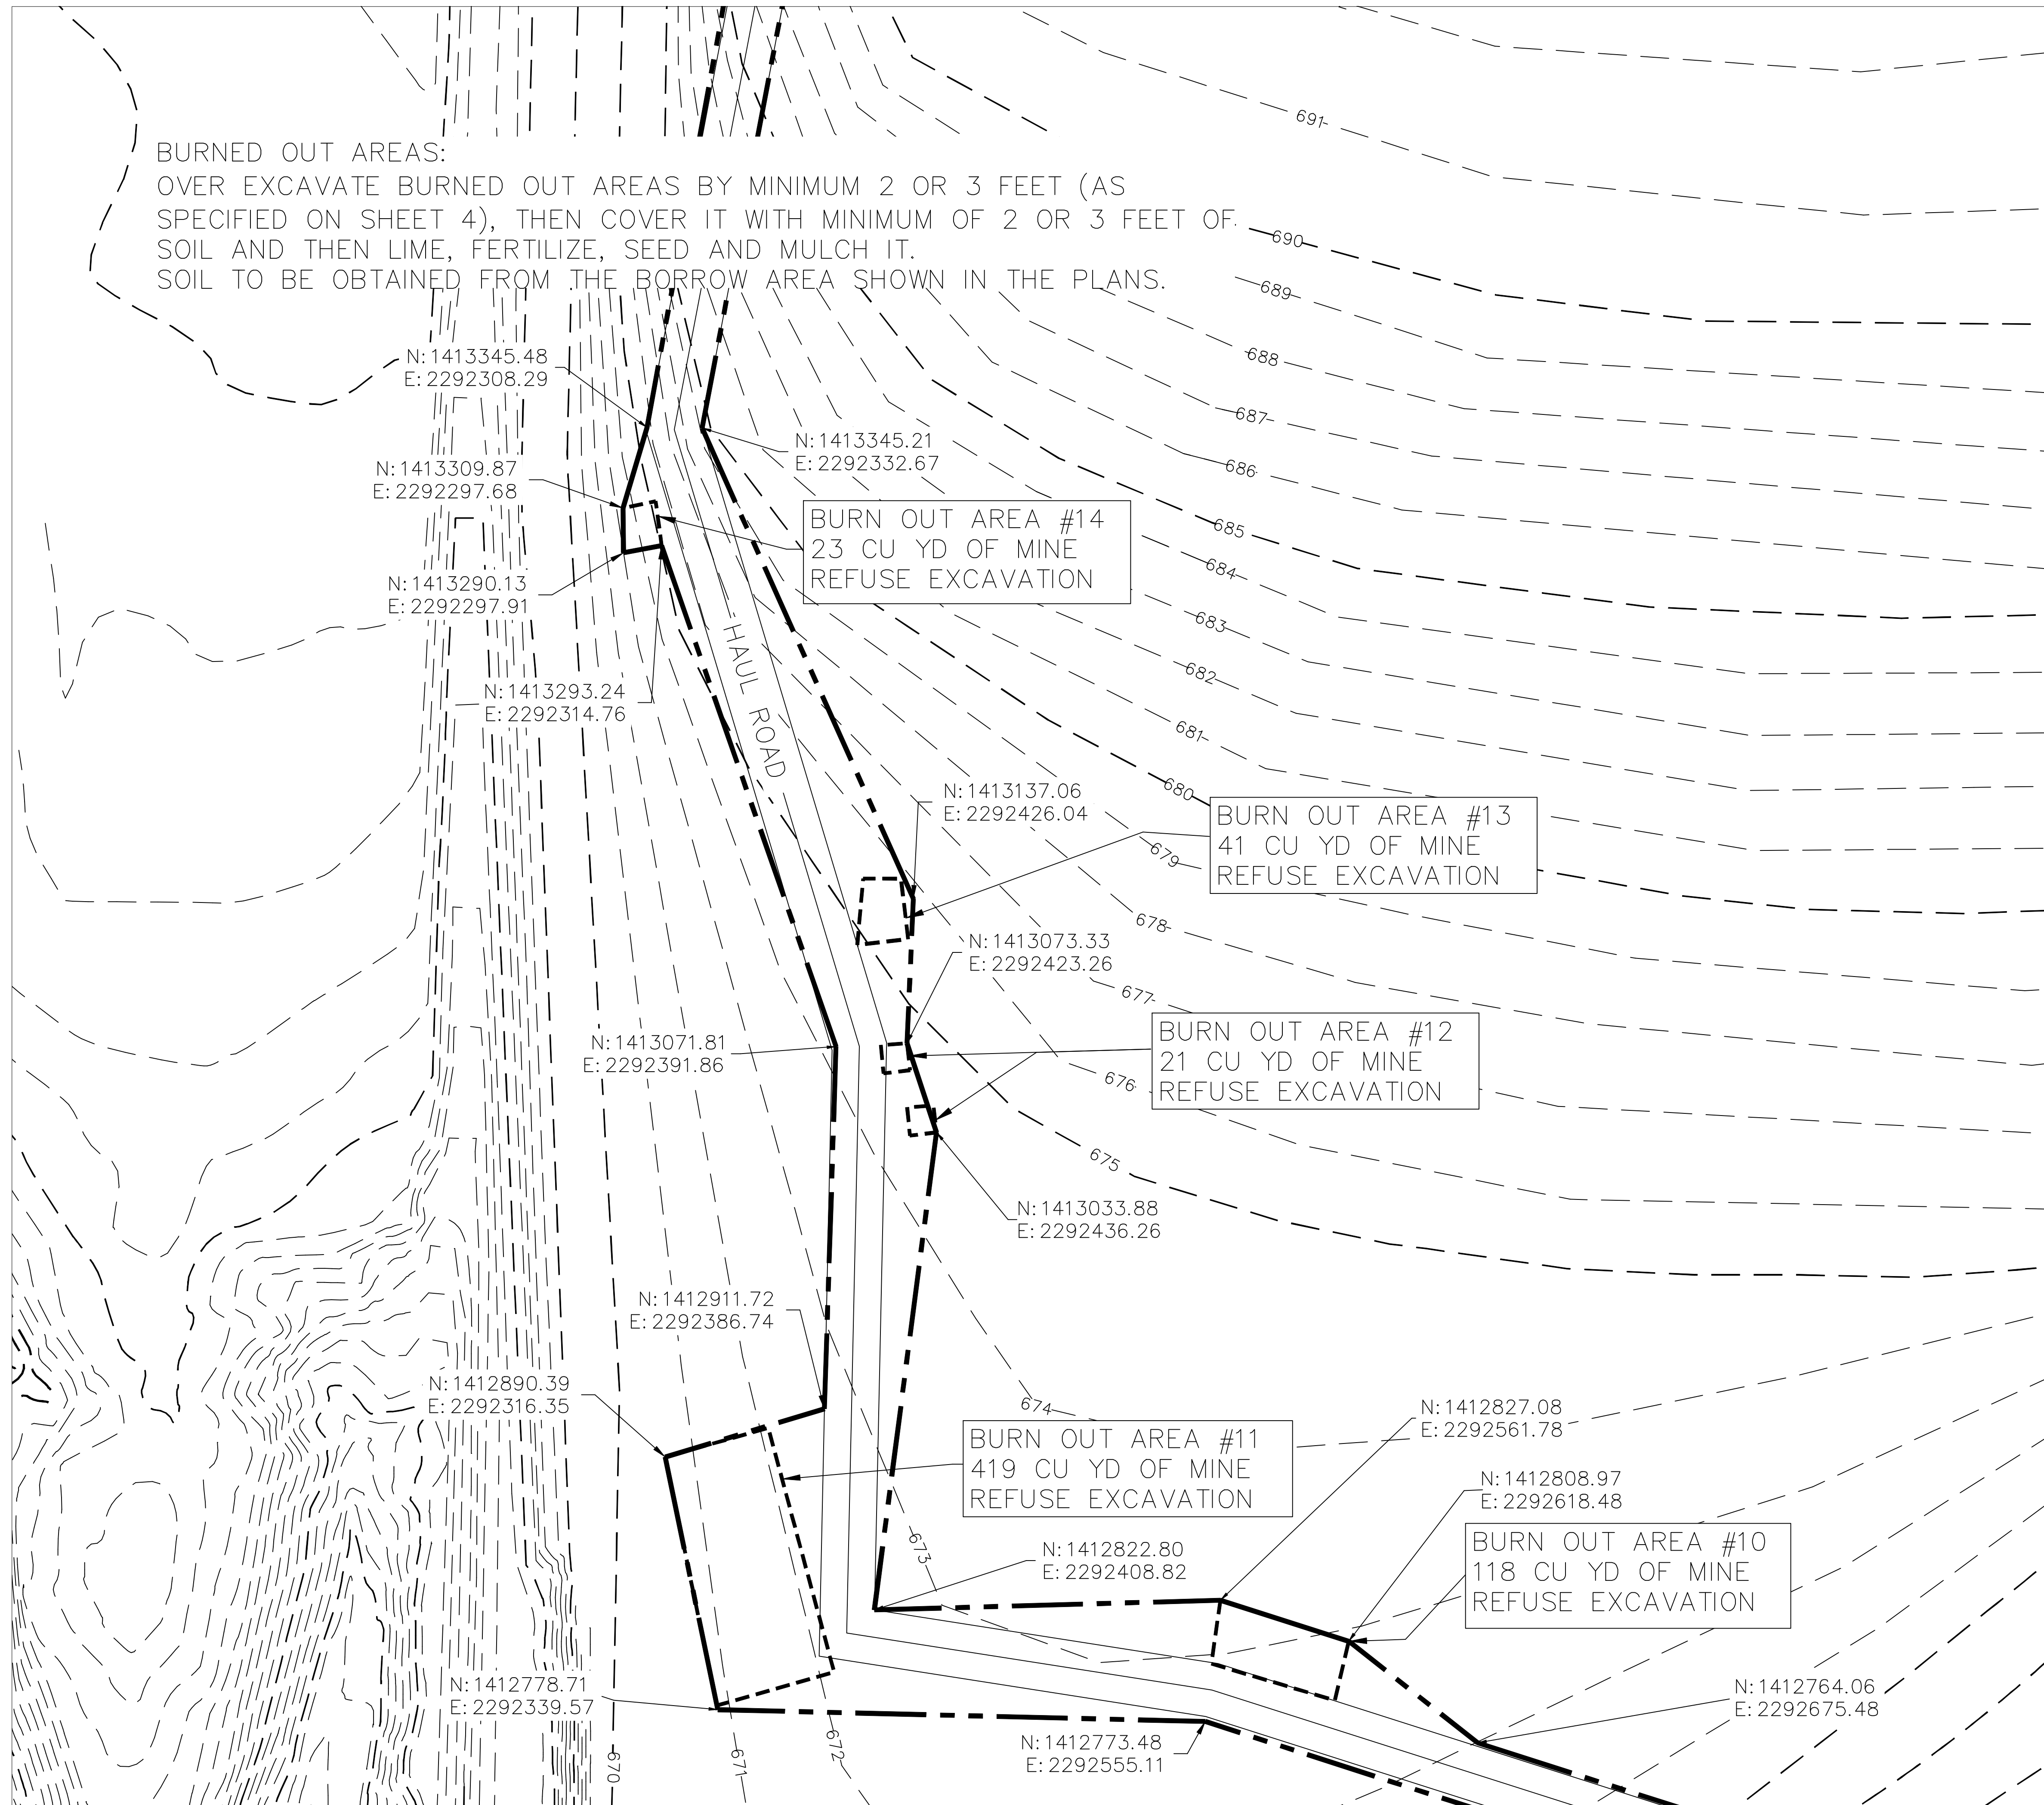 691
BURNED OUT AREAS:
OVER EXCAVATE BURNED OUT AREAS BY MINIMUM 2 OR 3 FEET (AS
SPECIFIED ON SHEET 4), THEN COVER IT WITH MINIMUM OF 2 OR 3 FEET OF
SOIL AND THEN LIME, FERTILIZE, SEED AND MULCH IT.
SOIL TO BE OBTAINED FROM THE BORROW AREA SHOWN IN THE PLANS.
690
689
688
687
686
685
684
683
682
681
680
679
678
677
676
675
674
673
672
671
670
N:1413345.48
E:2292308.29
N:1413345.21
E:2292332.67
N:1413309.87
E:2292297.68
BURN OUT AREA #14
23 CU YD OF MINE
REFUSE EXCAVATION
N:1413290.13
E:2292297.91
N:1413293.24
E:2292314.76
HAUL ROAD
N:1413137.06
E:2292426.04
BURN OUT AREA #13
41 CU YD OF MINE
REFUSE EXCAVATION
N:1413073.33
E:2292423.26
N:1413071.81
E:2292391.86
BURN OUT AREA #12
21 CU YD OF MINE
REFUSE EXCAVATION
N:1413033.88
E:2292436.26
N:1412911.72
E:2292386.74
N:1412890.39
E:2292316.35
BURN OUT AREA #11
419 CU YD OF MINE
REFUSE EXCAVATION
N:1412827.08
E:2292561.78
N:1412808.97
E:2292618.48
BURN OUT AREA #10
118 CU YD OF MINE
REFUSE EXCAVATION
N:1412822.80
E:2292408.82
N:1412778.71
E:2292339.57
N:1412764.06
E:2292675.48
N:1412773.48
E:2292555.11